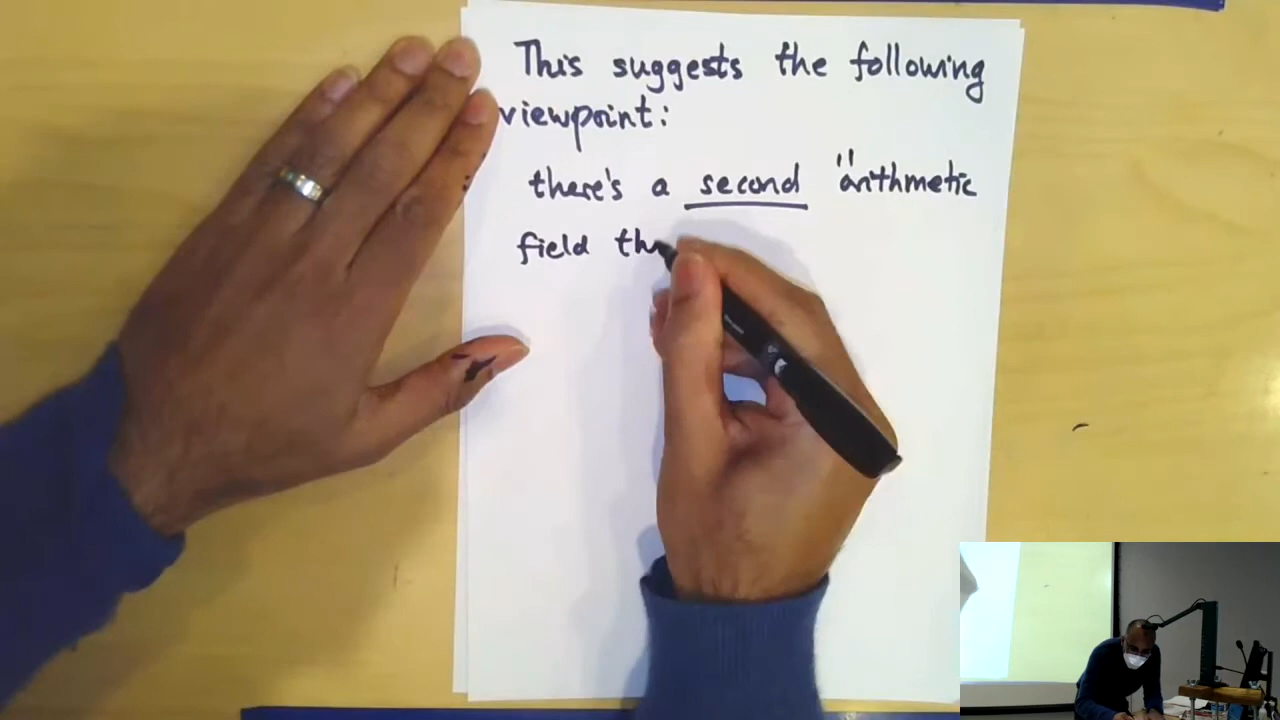 This suggests the following
viewpoint:
there's a second "arithmetic
field